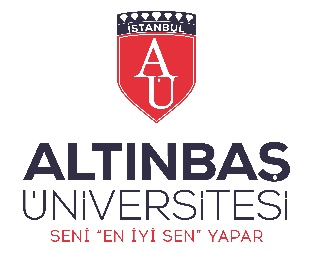 İSTANBUL
AÜ
ALTINBAŞ
ÜNİVERSİTESİ
SENİ “EN İYİ SEN” YAPAR